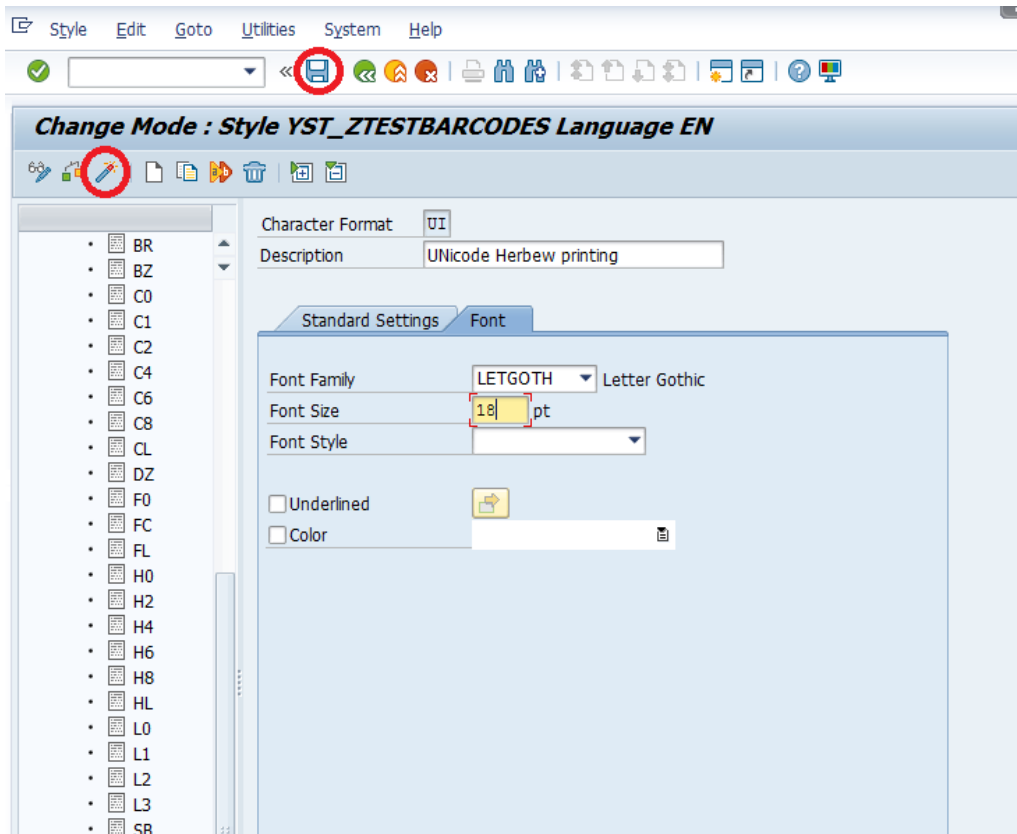 Style Edit Goto Utilities System Help
Change Mode : Style YST_ZTESTBARCODES Language EN
Character Format UI
Description UNicode Herbew printing
Standard Settings Font
Font Family LETGOTH Letter Gothic
Font Size 18 pt
Font Style
Underlined
Color
BR
BZ
C0
C1
C2
C4
C6
C8
CL
DZ
F0
FC
FL
H0
H2
H4
H6
H8
HL
L0
L1
L2
L3
SB